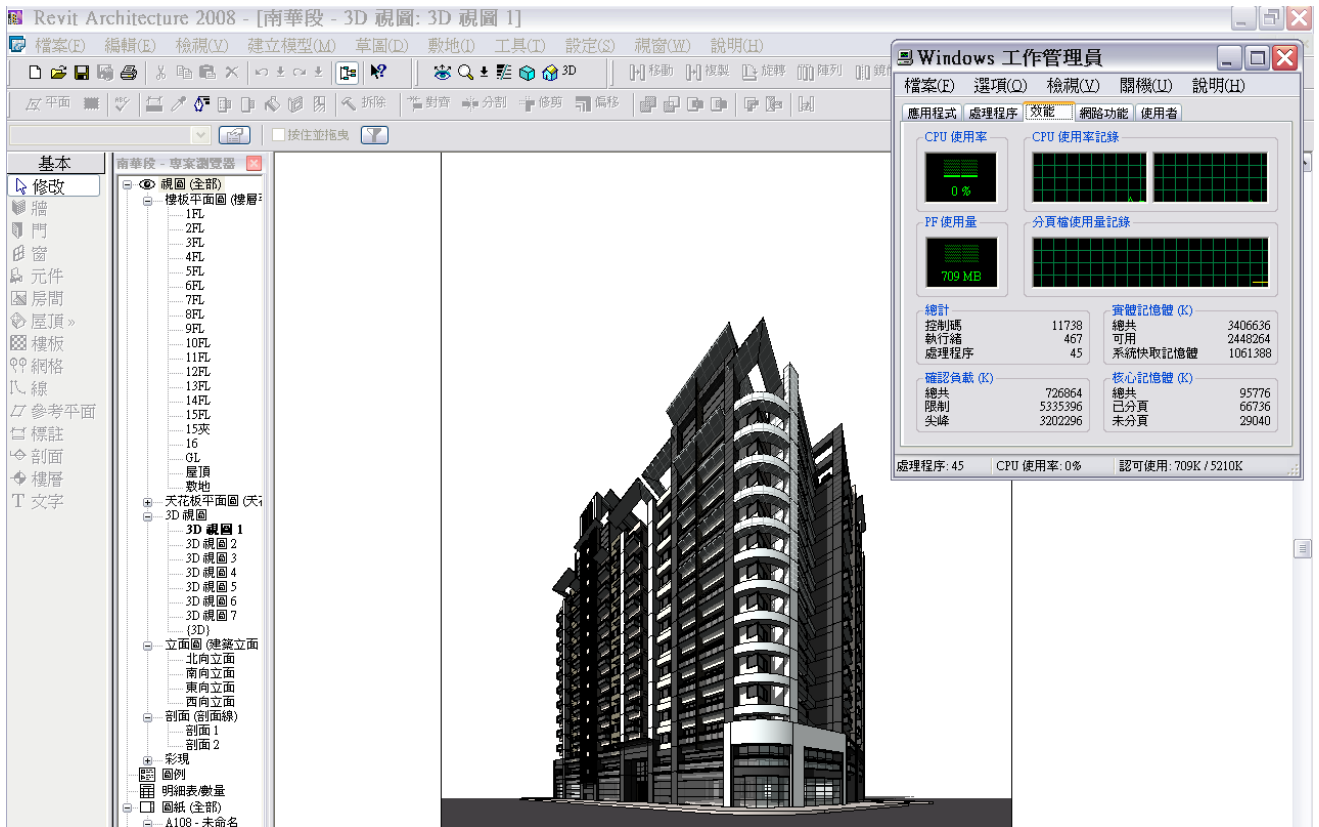 Revit Architecture 2008 - [南華段 - 3D 視圖: 3D 視圖 1]
檔案(F) 編輯(E) 檢視(V) 建立模型(M) 草圖(D) 敷地(I) 工具(T) 設定(S) 視窗(W) 說明(H)
3D 移動 複製 旋轉 陣列
平面 拆除 對齊 分割 修剪 偏移
按住並拖曳
基本
修改
牆
門
窗
元件
房間
屋頂 »
樓板
網格
線
參考平面
標註
剖面
樓層
文字
南華段 - 專案瀏覽器
視圖 (全部)
樓板平面圖 (樓層
1FL
2FL
3FL
4FL
5FL
6FL
7FL
8FL
9FL
10FL
11FL
12FL
13FL
14FL
15FL
15夾
16
GL
屋頂
敷地
天花板平面圖 (天
3D 視圖
3D 視圖 1
3D 視圖 2
3D 視圖 3
3D 視圖 4
3D 視圖 5
3D 視圖 6
3D 視圖 7
{3D}
立面圖 (建築立面
北向立面
南向立面
東向立面
西向立面
剖面 (剖面線)
剖面 1
剖面 2
彩現
圖例
明細表/數量
圖紙 (全部)
A108 - 未命名
Windows 工作管理員
檔案(F) 選項(O) 檢視(V) 關機(U) 說明(H)
應用程式 處理程序 效能 網路功能 使用者
CPU 使用率 CPU 使用率記錄
0 %
PF 使用量 分頁檔使用量記錄
709 MB
總計
控制碼 11738
執行緒 467
處理程序 45
實體記憶體 (K)
總共 3406636
可用 2448264
系統快取記憶體 1061388
確認負載 (K)
總共 726864
限制 5335396
尖峰 3202296
核心記憶體 (K)
總共 95776
已分頁 66736
未分頁 29040
處理程序: 45 CPU 使用率: 0% 認可使用: 709K / 5210K